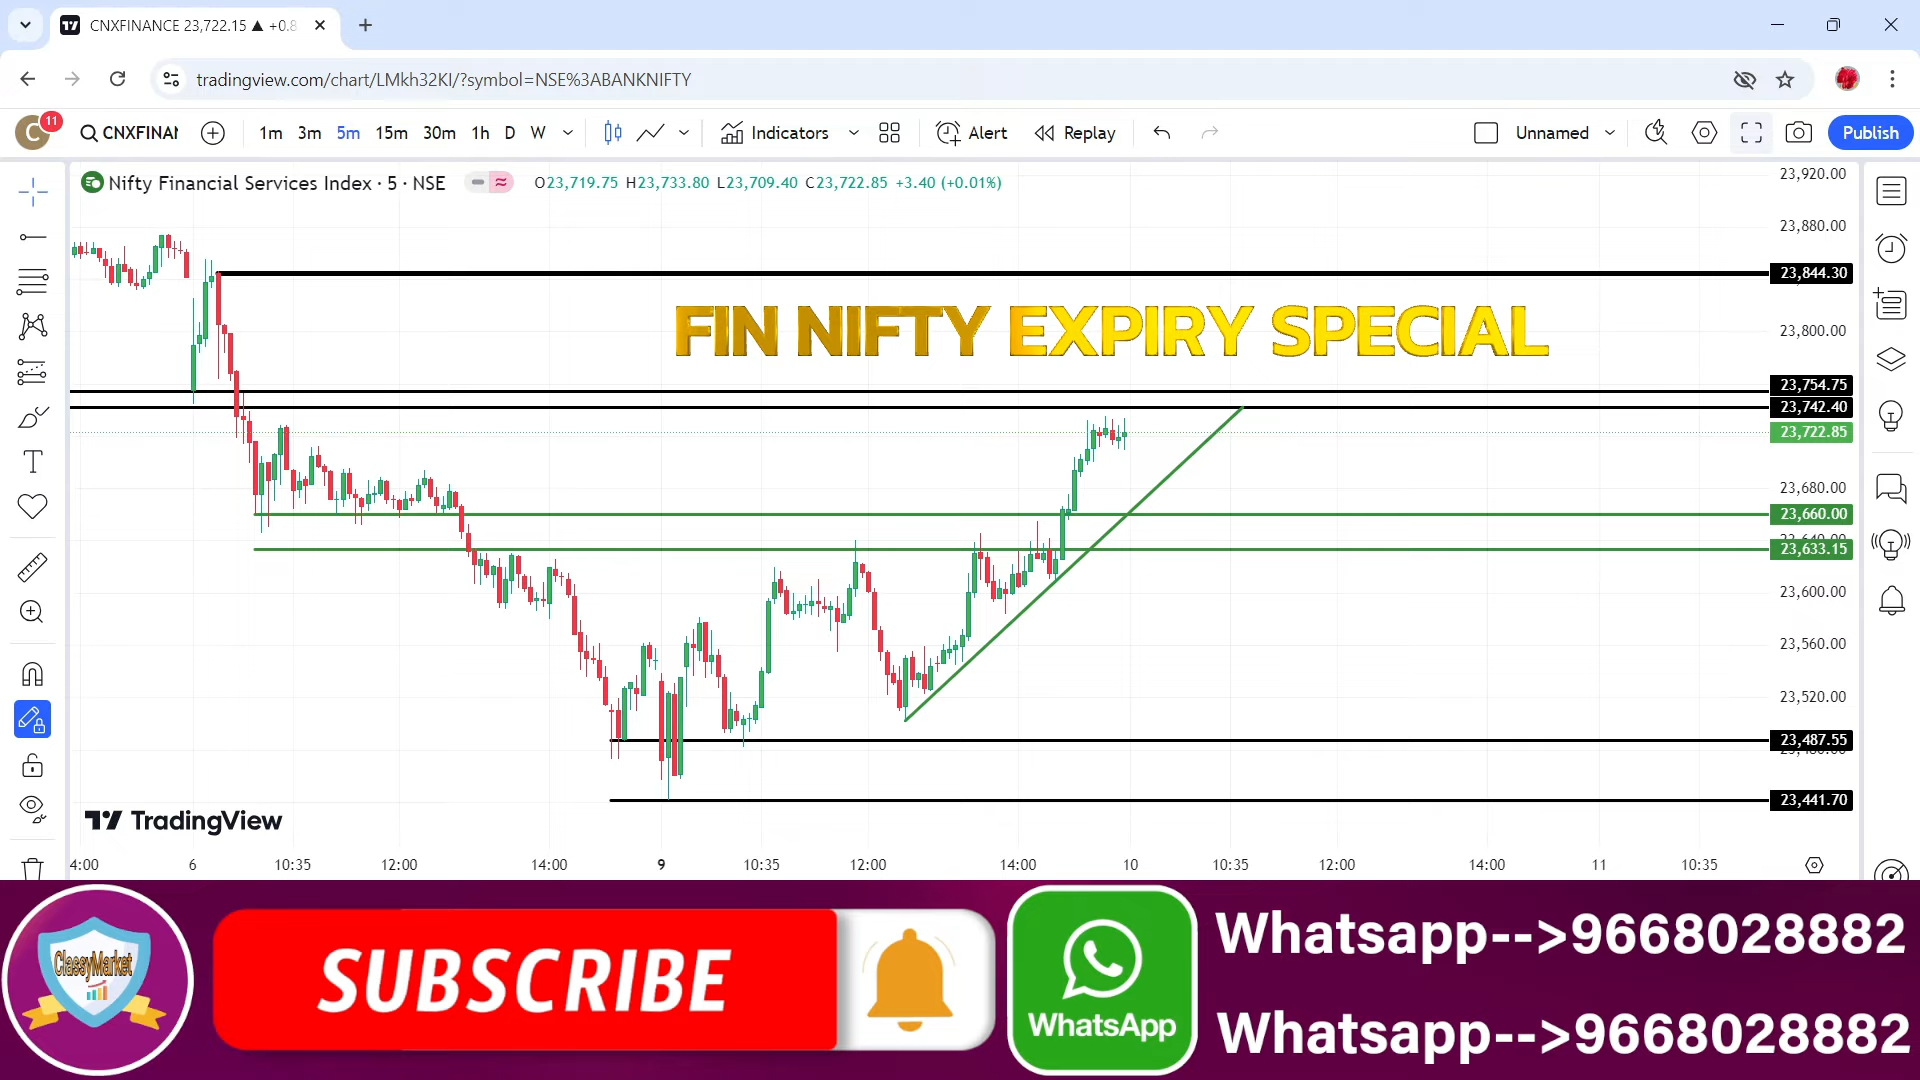 CNXFINANCE 23,722.15 ▲ +0.8
tradingview.com/chart/LMkh32KI/?symbol=NSE%3ABANKNIFTY
C 11 CNXFINAN 1m 3m 5m 15m 30m 1h D W Indicators Alert Replay Unnamed Publish
Nifty Financial Services Index · 5 · NSE O23,719.75 H23,733.80 L23,709.40 C23,722.85 +3.40 (+0.01%)
23,920.00
23,880.00
23,844.30
FIN NIFTY EXPIRY SPECIAL
23,800.00
23,754.75
23,742.40
23,722.85
23,680.00
23,660.00
23,640.00
23,633.15
23,600.00
23,560.00
23,520.00
23,487.55
23,441.70
TradingView
4:00 6 10:35 12:00 14:00 9 10:35 12:00 14:00 10 10:35 12:00 14:00 11 10:35
ClassyMarket
SUBSCRIBE
WhatsApp
Whatsapp-->9668028882
Whatsapp-->9668028882